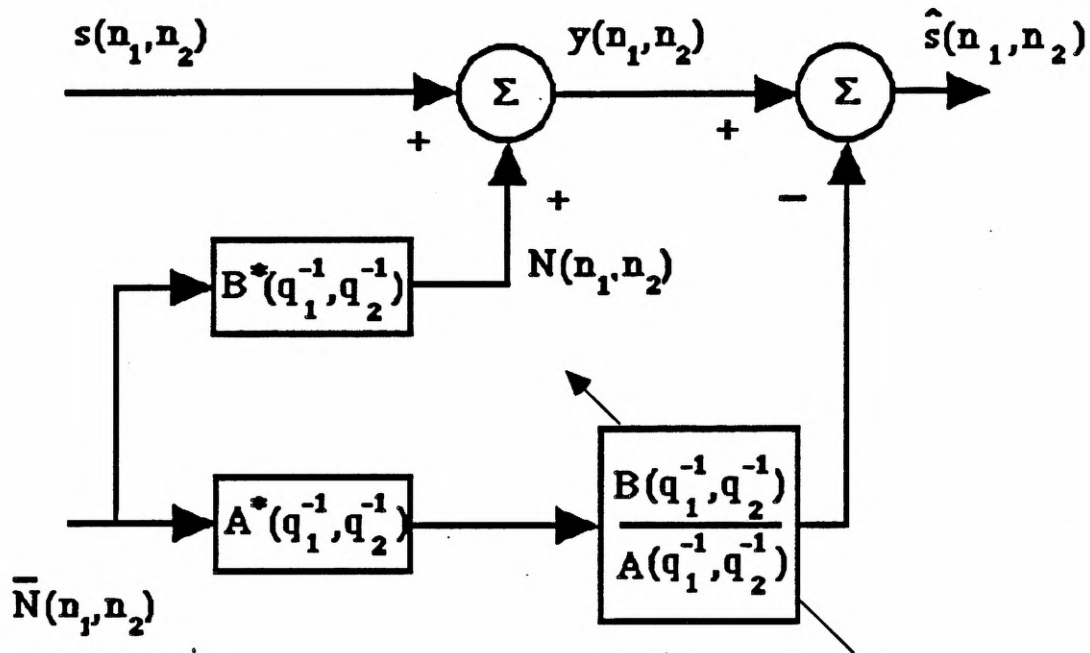 s(n₁,n₂)
y(n₁,n₂)
ŝ(n₁,n₂)
Σ
Σ
+
+
+
−
B*(q₁⁻¹,q₂⁻¹)
N(n₁,n₂)
A*(q₁⁻¹,q₂⁻¹)
B(q₁⁻¹,q₂⁻¹)
A(q₁⁻¹,q₂⁻¹)
N̅(n₁,n₂)